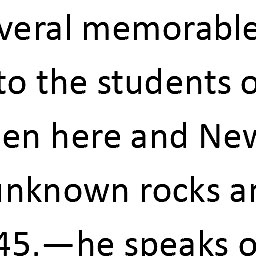 veral memorable
to the students o
en here and Nev
unknown rocks ar
45.—he speaks o